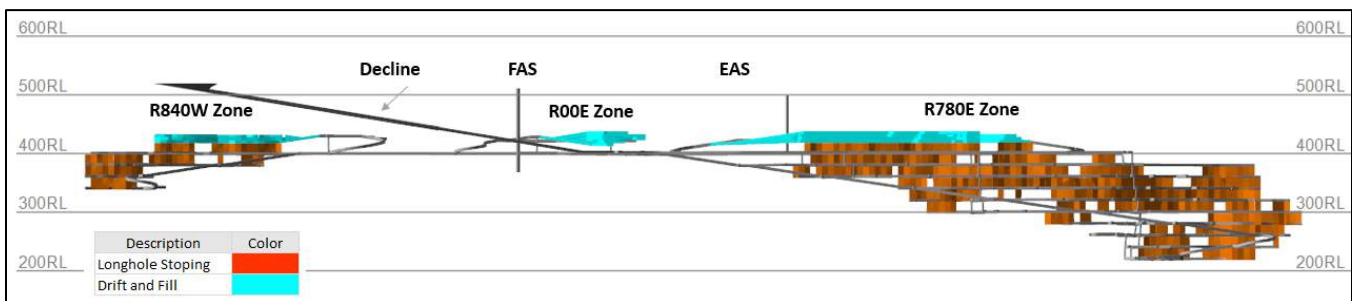 600RL 600RL
Decline FAS EAS
500RL 500RL
R840W Zone R00E Zone R780E Zone
400RL 400RL
300RL 300RL
Description Color
Longhole Stoping
Drift and Fill
200RL 200RL